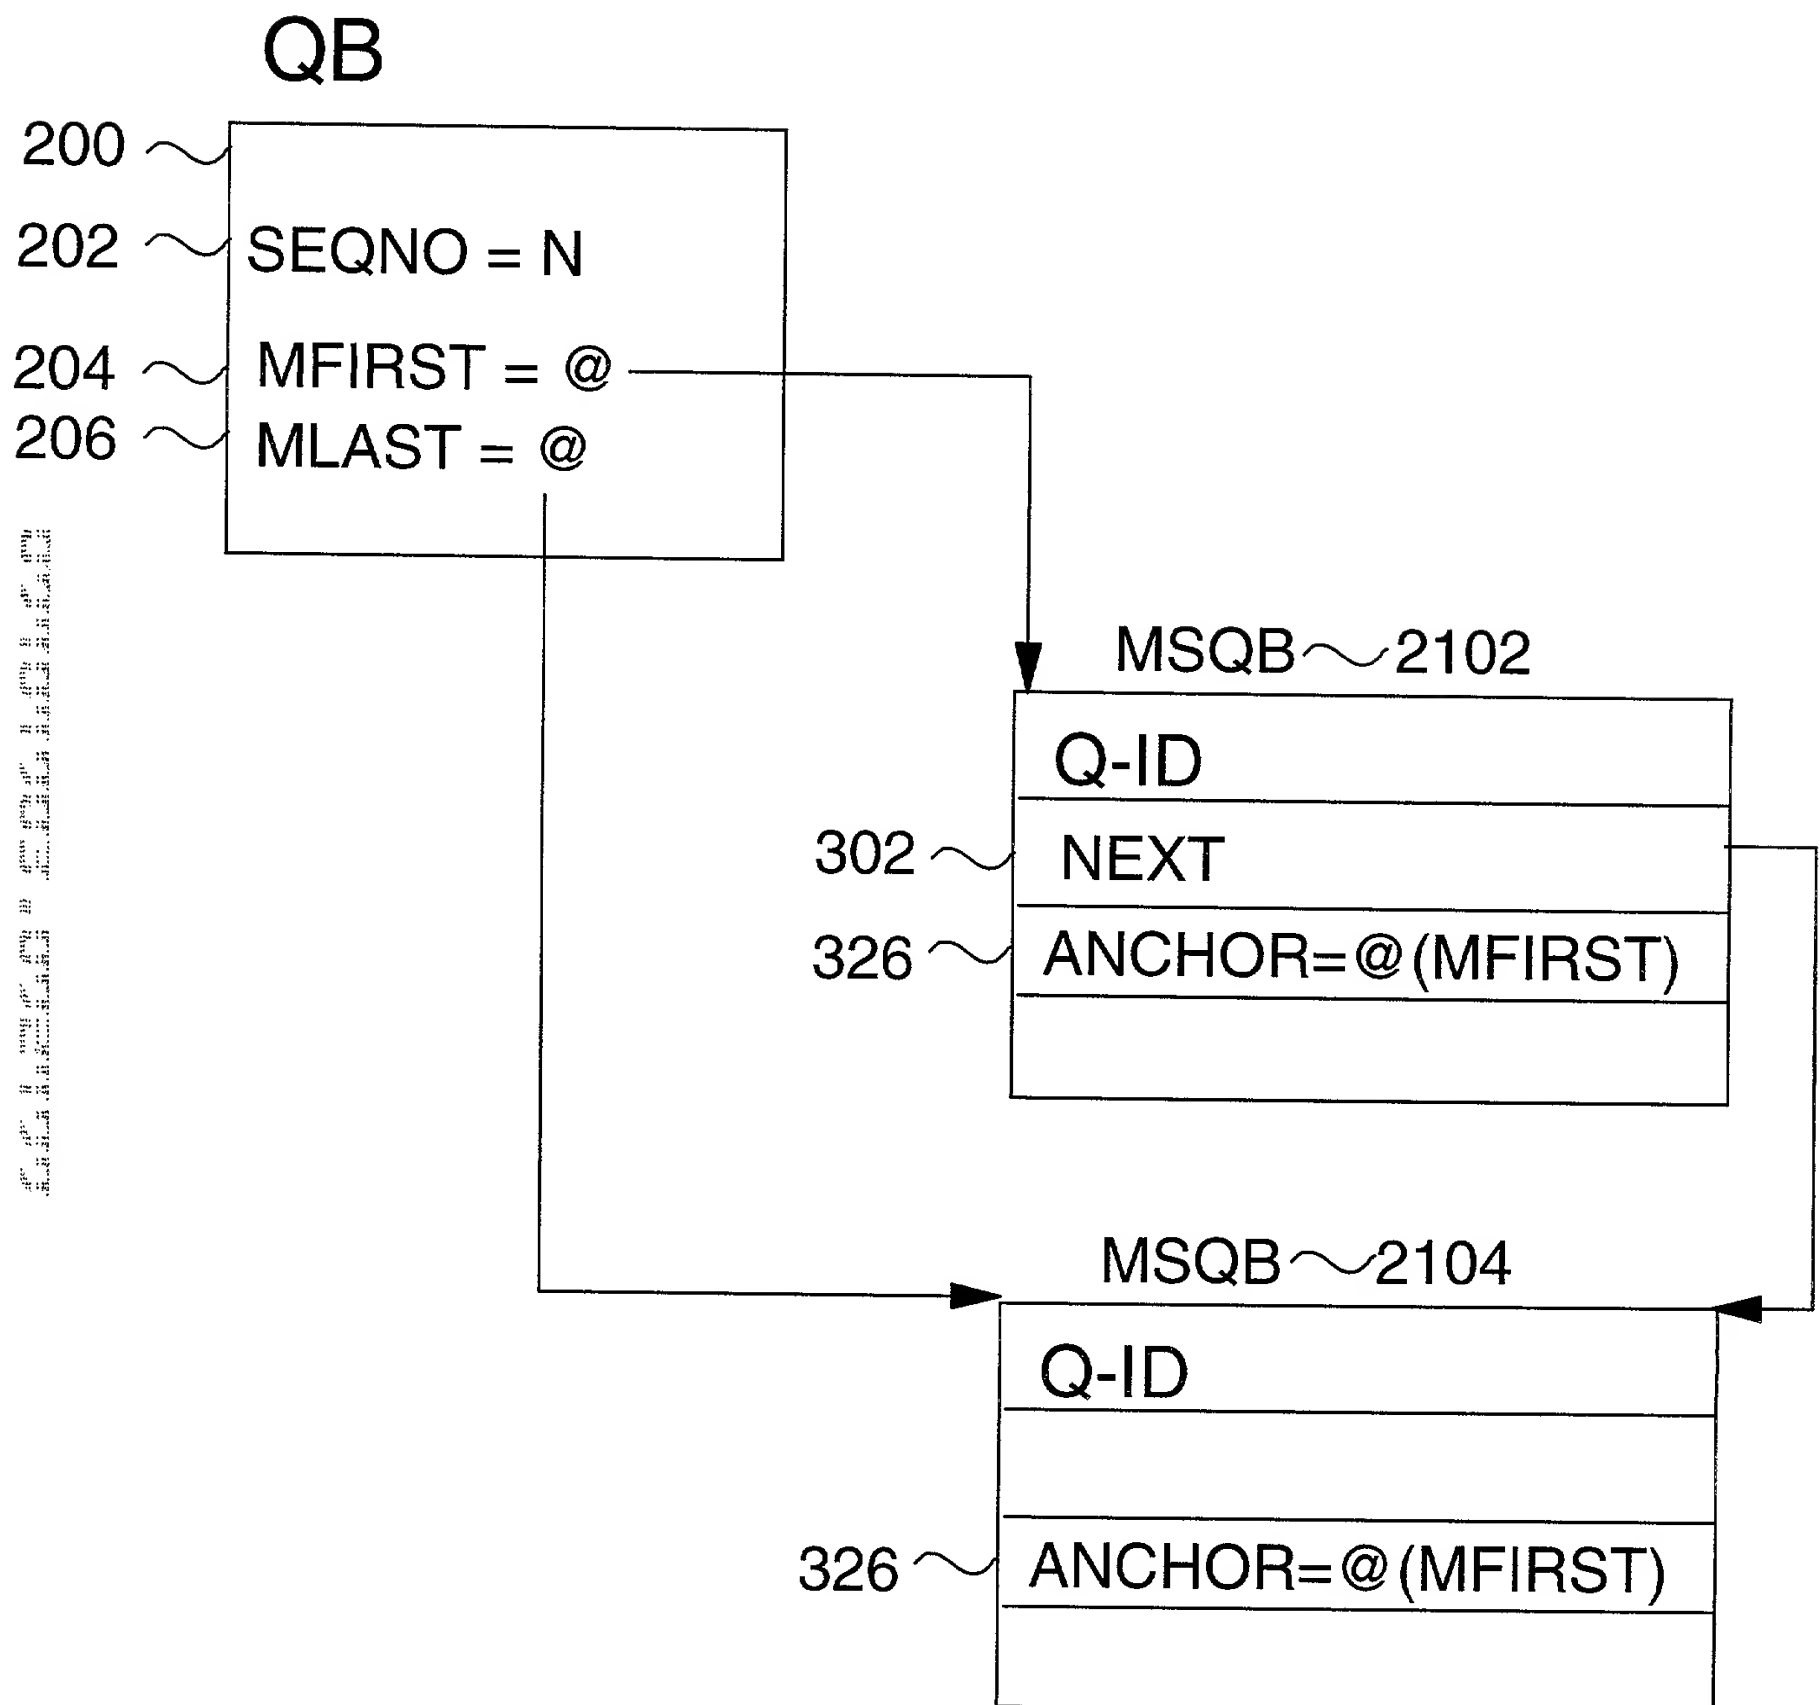 QB
200
202 SEQNO = N
204 MFIRST = @
206 MLAST = @
MSQB 2102
Q-ID
302 NEXT
326 ANCHOR=@(MFIRST)
MSQB 2104
Q-ID
326 ANCHOR=@(MFIRST)